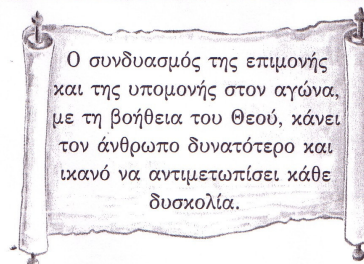 Ο συνδυασμός της επιμονής
και της υπομονής στον αγώνα,
με τη βοήθεια του Θεού, κάνει
τον άνθρωπο δυνατότερο και
ικανό να αντιμετωπίσει κάθε
δυσκολία.